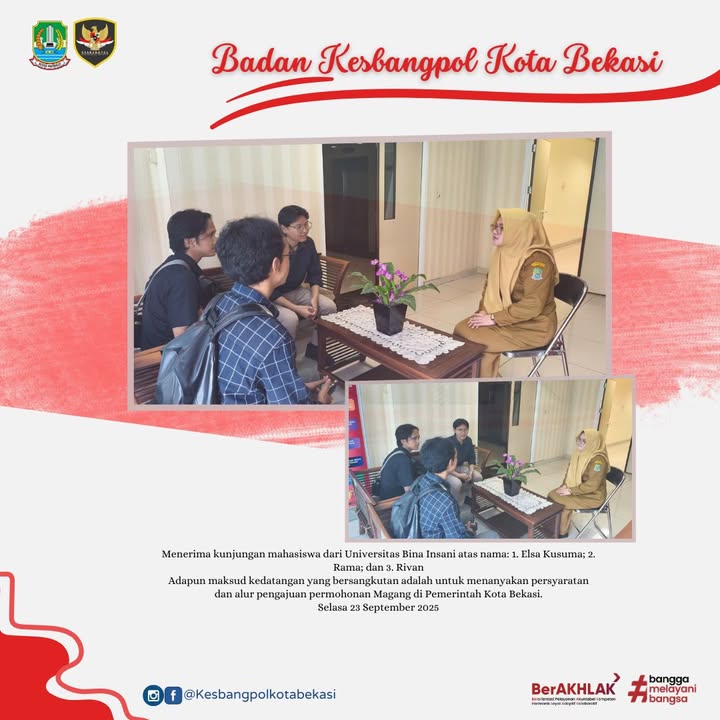 Badan Kesbangpol Kota Bekasi
Menerima kunjungan mahasiswa dari Universitas Bina Insani atas nama: 1. Elsa Kusuma; 2.
Rama; dan 3. Rivan
Adapun maksud kedatangan yang bersangkutan adalah untuk menanyakan persyaratan
dan alur pengajuan permohonan Magang di Pemerintah Kota Bekasi.
Selasa 23 September 2025
@Kesbangpolkotabekasi
BerAKHLAK
#bangga
melayani
bangsa